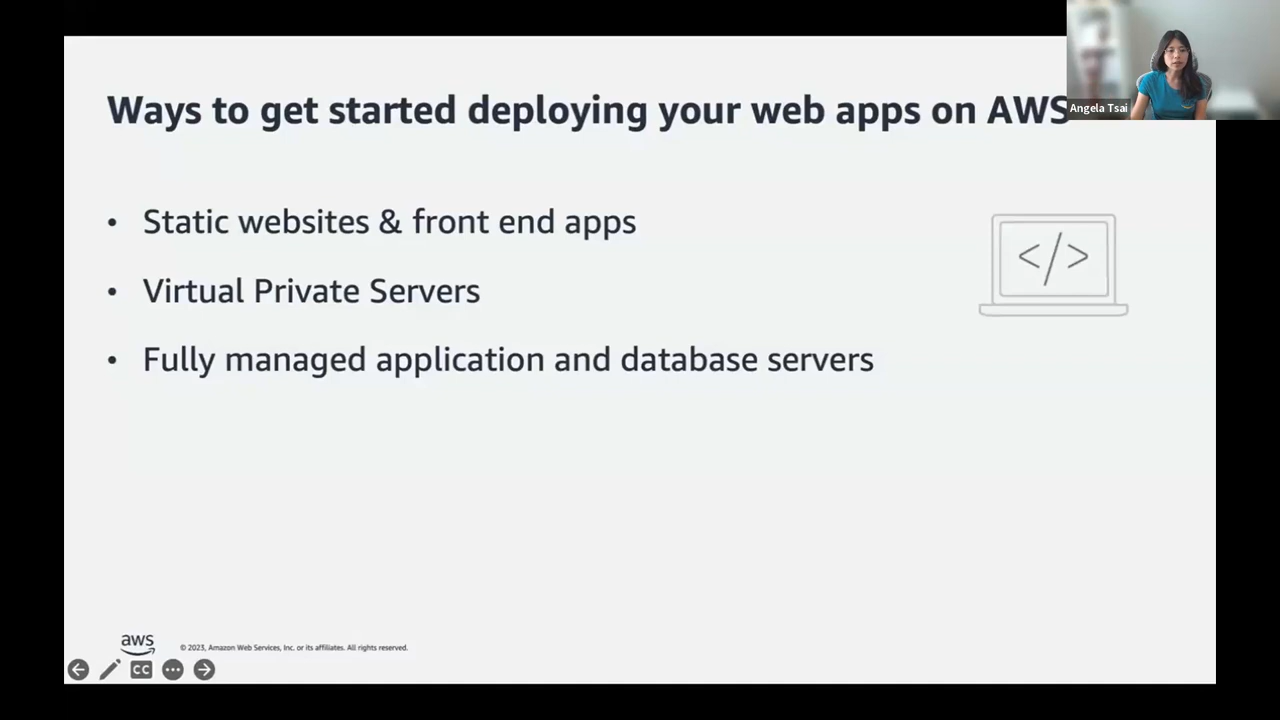 Ways to get started deploying your web apps on AWS
Angela Tsai
• Static websites & front end apps
</>
• Virtual Private Servers
• Fully managed application and database servers
aws
© 2023, Amazon Web Services, Inc. or its affiliates. All rights reserved.
CC